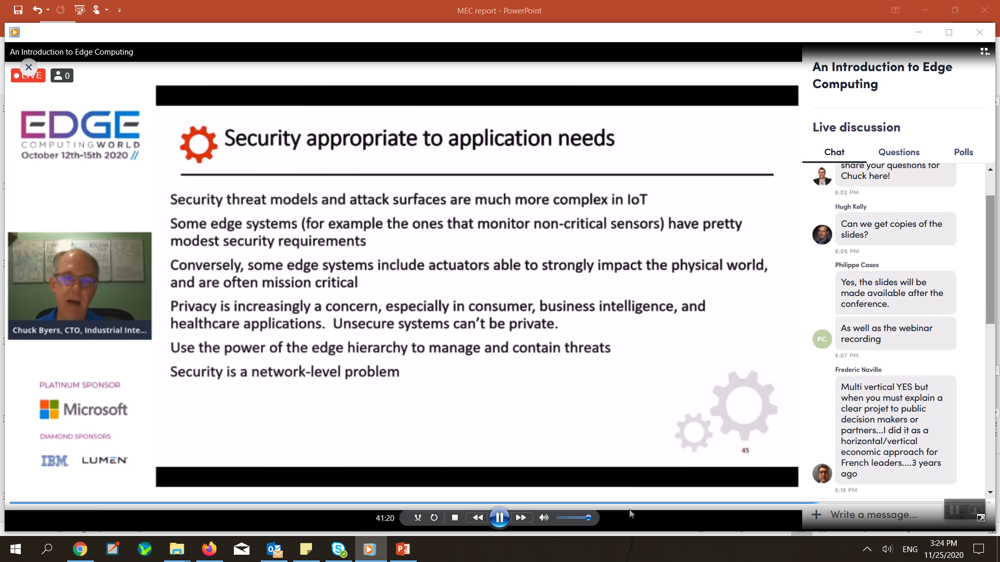 MEC report - PowerPoint
An Introduction to Edge Computing
LIVE
0
EDGE
COMPUTINGWORLD
October 12th-15th 2020 //
Security appropriate to application needs
Security threat models and attack surfaces are much more complex in IoT
Some edge systems (for example the ones that monitor non-critical sensors) have pretty
modest security requirements
Conversely, some edge systems include actuators able to strongly impact the physical world,
and are often mission critical
Privacy is increasingly a concern, especially in consumer, business intelligence, and
healthcare applications.  Unsecure systems can't be private.
Use the power of the edge hierarchy to manage and contain threats
Security is a network-level problem
45
Chuck Byers, CTO, Industrial Inte...
PLATINUM SPONSOR
Microsoft
DIAMOND SPONSORS
IBM LUMEN
An Introduction to Edge
Computing
Live discussion
Chat Questions Polls
share your questions for
Chuck here!
6:02 PM
Hugh Kelly
Can we get copies of the
slides?
6:05 PM
Philippe Cases
Yes, the slides will be
made available after the
conference.
As well as the webinar
recording
PC
6:07 PM
Frederic Naville
Multi vertical YES but
when you must explain a
clear projet to public
decision makers or
partners...I did it as a
horizontal/vertical
economic approach for
French leaders....3 years
ago
6:19 PM
Write a message...
41:20
ENG
3:24 PM
11/25/2020